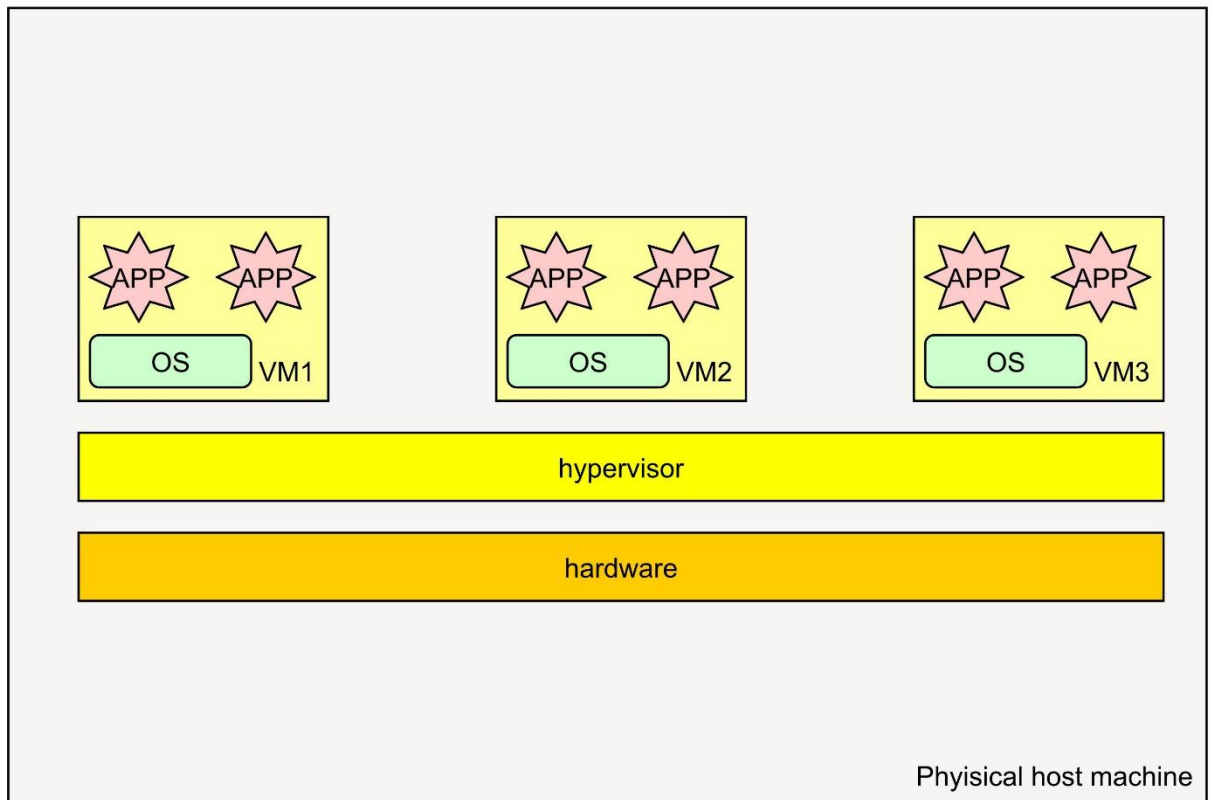 APP APP
OS VM1
APP APP
OS VM2
APP APP
OS VM3
hypervisor
hardware
Phyisical host machine